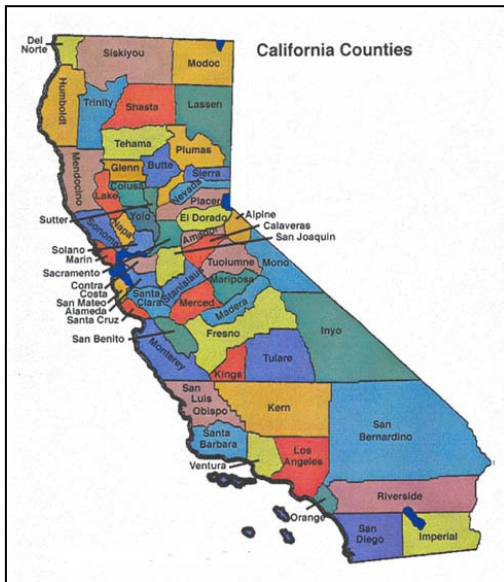 California Counties
Del
Norte
Siskiyou
Modoc
Humboldt
Trinity
Shasta
Lassen
Tehama
Plumas
Mendocino
Glenn
Butte
Sierra
Lake
Colusa
Nevada
Placer
Sutter
Yolo
El Dorado
Alpine
Sonoma
Napa
Amador
Calaveras
San Joaquin
Solano
Marin
Sacramento
Tuolumne
Mono
Contra
Costa
San Mateo
Alameda
Santa Cruz
Santa
Clara
Stanislaus
Mariposa
Merced
Madera
San Benito
Fresno
Inyo
Monterey
Kings
Tulare
San
Luis
Obispo
Kern
San
Bernardino
Santa
Barbara
Ventura
Los
Angeles
Orange
Riverside
San
Diego
Imperial